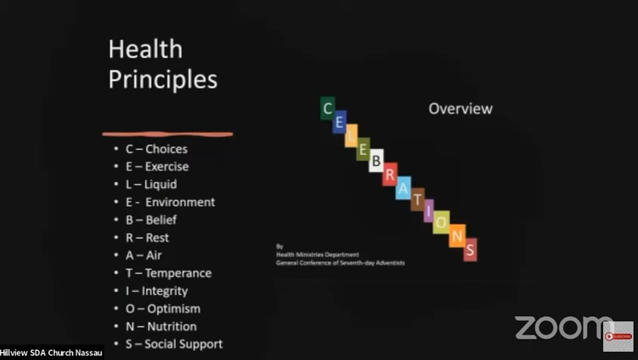 Health
Principles
C – Choices
E – Exercise
L – Liquid
E - Environment
B – Belief
R – Rest
A – Air
T – Temperance
I – Integrity
O – Optimism
N – Nutrition
S – Social Support
Overview
C
E
L
E
B
R
A
T
I
O
N
S
By
Health Ministries Department
General Conference of Seventh-day Adventists
Hillview SDA Church Nassau
zoom
SUBSCRIBE